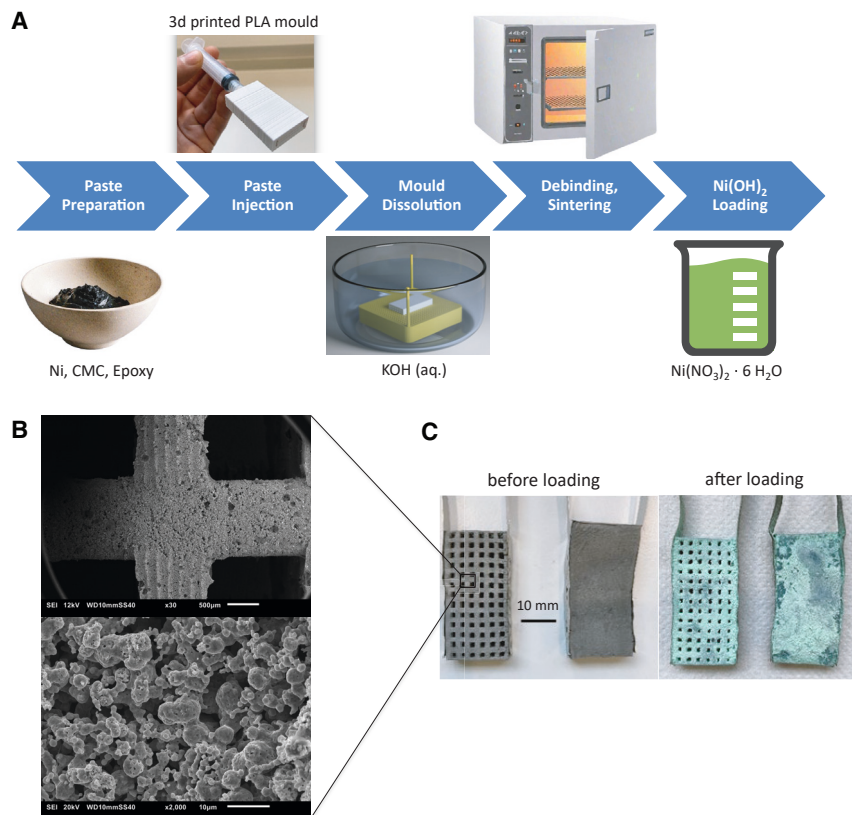 A
3d printed PLA mould
Paste
Preparation
Paste
Injection
Mould
Dissolution
Debinding,
Sintering
Ni(OH)₂
Loading
Ni, CMC, Epoxy
KOH (aq.)
Ni(NO₃)₂ · 6 H₂O
B
SEI 12kV WD10mmSS40 x30 500µm
SEI 20kV WD10mmSS40 x2,000 10µm
C
before loading
after loading
10 mm